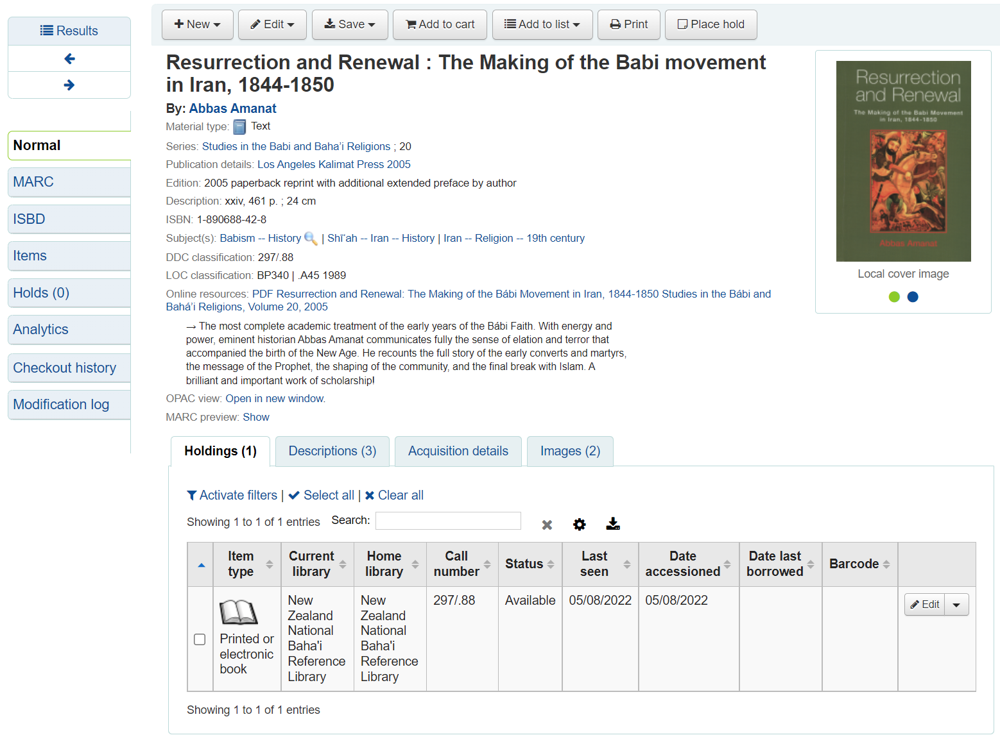 Results
Normal
MARC
ISBD
Items
Holds (0)
Analytics
Checkout history
Modification log
New
Edit
Save
Add to cart
Add to list
Print
Place hold
Resurrection and Renewal : The Making of the Babi movement
in Iran, 1844-1850
By: Abbas Amanat
Material type: Text
Series: Studies in the Babi and Baha’i Religions ; 20
Publication details: Los Angeles Kalimat Press 2005
Edition: 2005 paperback reprint with additional extended preface by author
Description: xxiv, 461 p. ; 24 cm
ISBN: 1-890688-42-8
Subject(s): Babism -- History | Shīʻah -- Iran -- History | Iran -- Religion -- 19th century
DDC classification: 297/.88
LOC classification: BP340 | .A45 1989
Online resources: PDF Resurrection and Renewal: The Making of the Bábi Movement in Iran, 1844-1850 Studies in the Bábi and
Bahá’i Religions, Volume 20, 2005
→ The most complete academic treatment of the early years of the Bábi Faith. With energy and
power, eminent historian Abbas Amanat communicates fully the sense of elation and terror that
accompanied the birth of the New Age. He recounts the full story of the early converts and martyrs,
the message of the Prophet, the shaping of the community, and the final break with Islam. A
brilliant and important work of scholarship!
OPAC view: Open in new window.
MARC preview: Show
Resurrection
and Renewal
The Making of the Babi Movement
in Iran, 1844-1850
Abbas Amanat
Local cover image
Holdings (1)
Descriptions (3)
Acquisition details
Images (2)
Activate filters | Select all | Clear all
Showing 1 to 1 of 1 entries Search:
Item
type
Current
library
Home
library
Call
number
Status
Last
seen
Date
accessioned
Date last
borrowed
Barcode
Printed or
electronic
book
New
Zealand
National
Baha'i
Reference
Library
New
Zealand
National
Baha'i
Reference
Library
297/.88
Available
05/08/2022
05/08/2022
Edit
Showing 1 to 1 of 1 entries